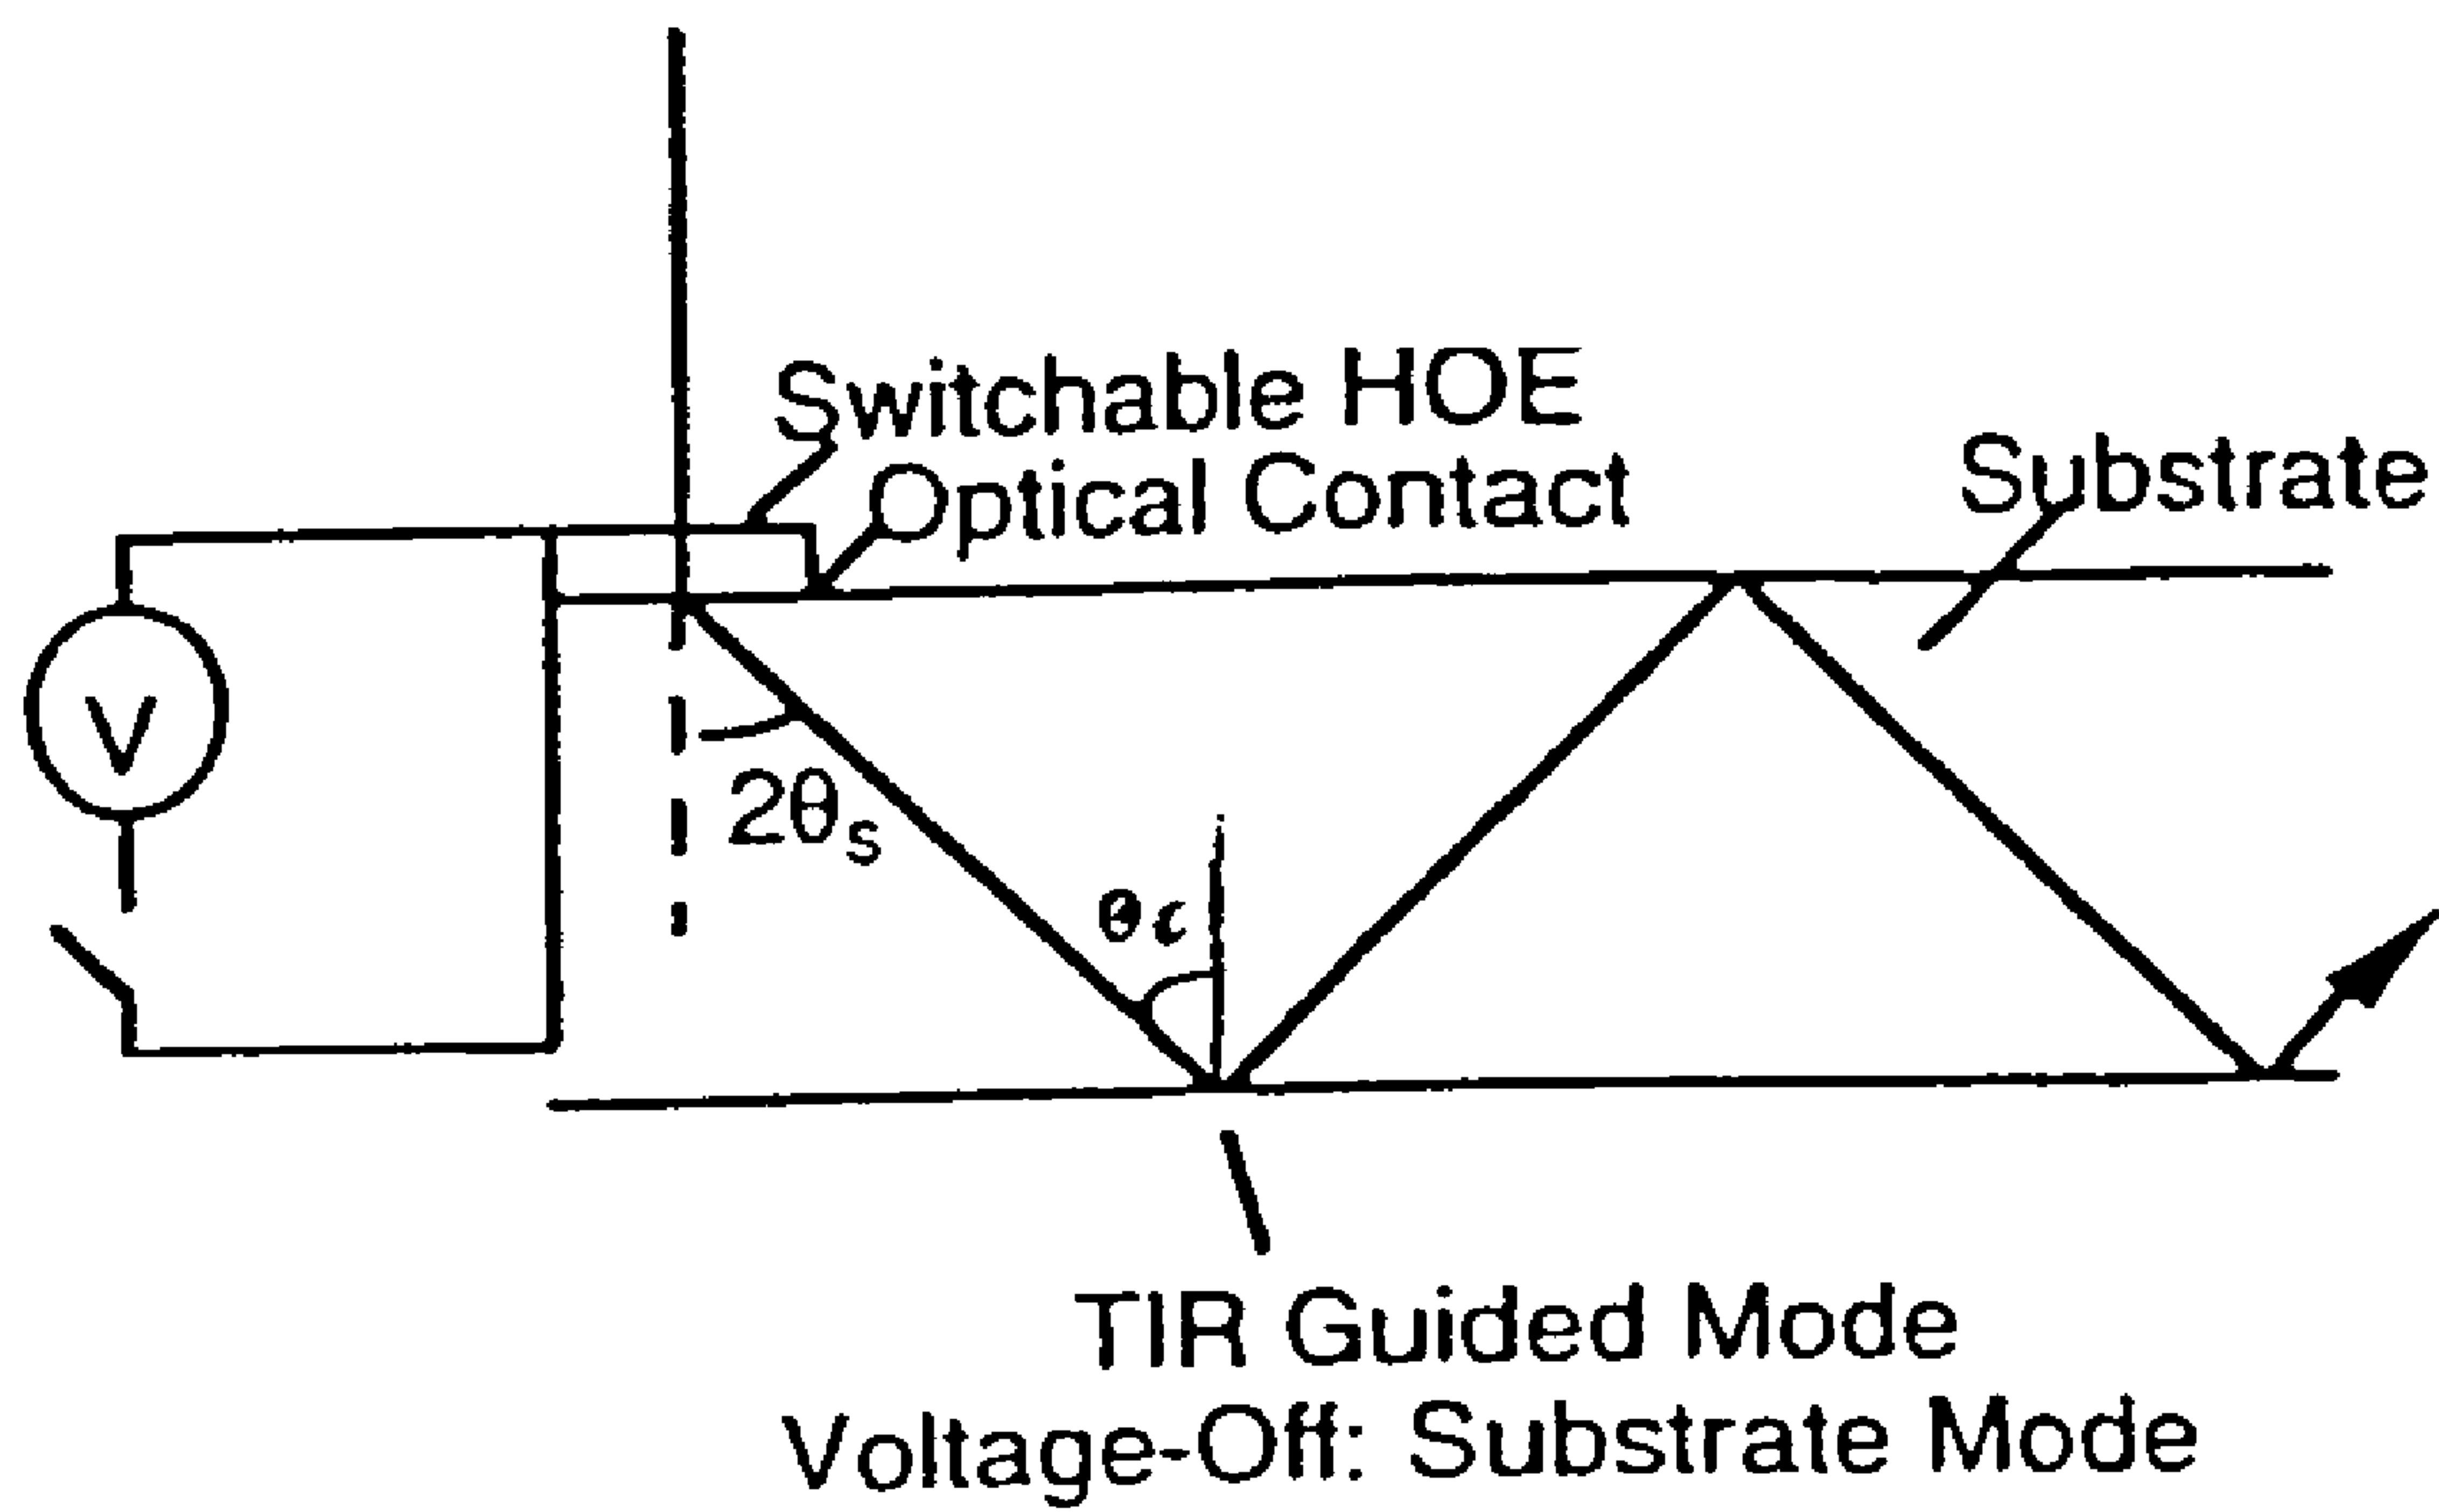 Switchable HOE
Optical Contact
Substrate
V
2θs
θc
TIR Guided Mode
Voltage-Off: Substrate Mode